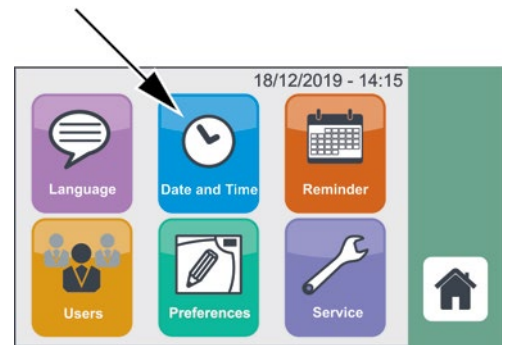 18/12/2019 - 14:15
Language Date and Time Reminder
Users Preferences Service